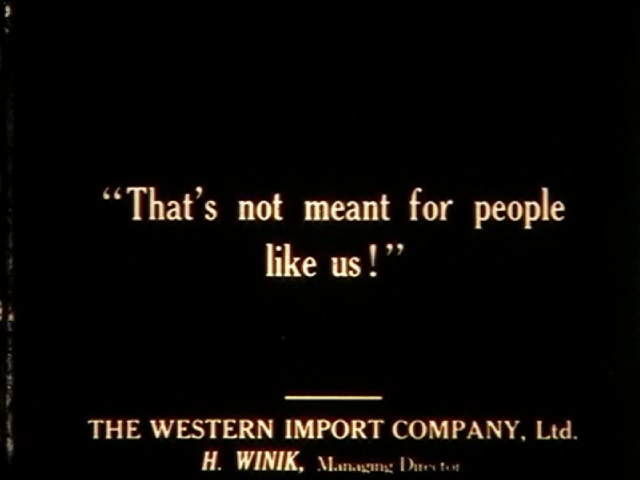 “That's not meant for people
like us!”
THE WESTERN IMPORT COMPANY, Ltd.
H. WINIK, Managing Director